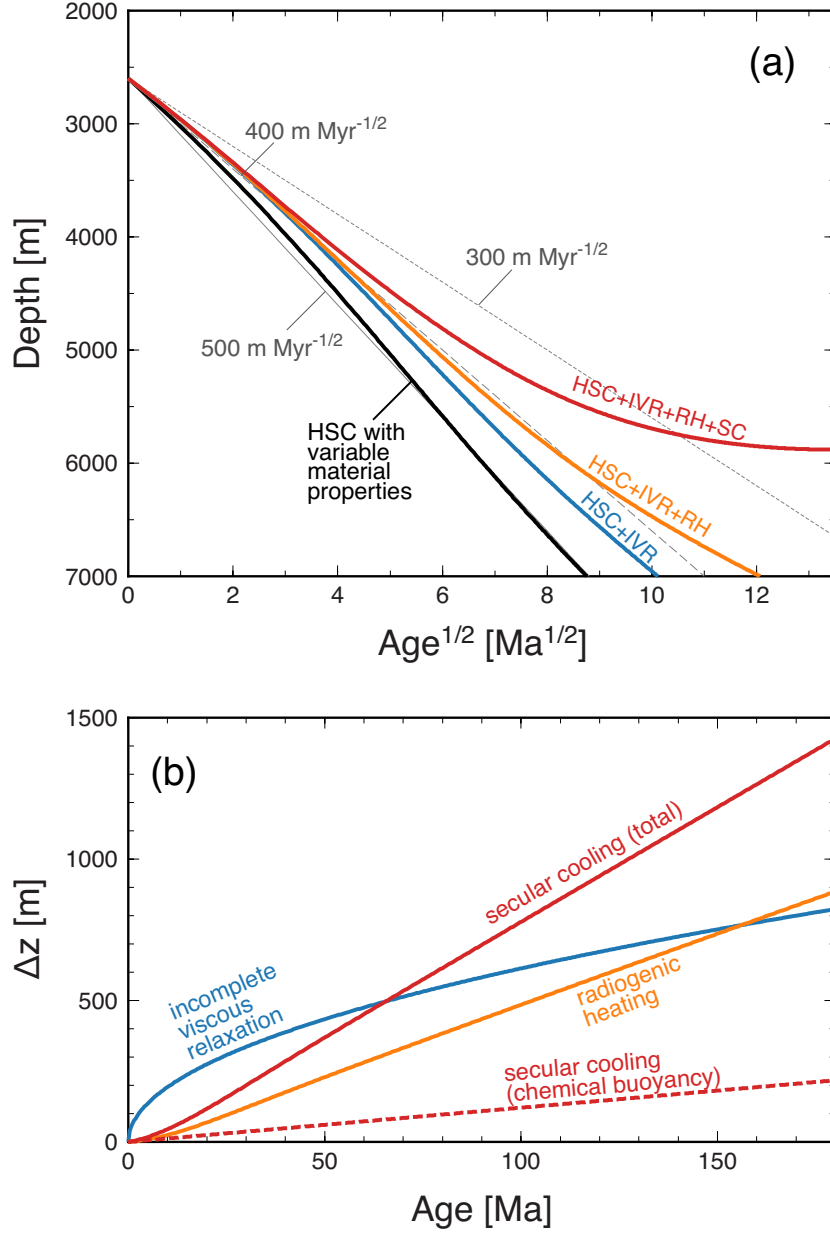 (a)
2000
3000
4000
5000
6000
7000
Depth [m]
400 m Myr-1/2
300 m Myr-1/2
500 m Myr-1/2
HSC with
variable
material
properties
HSC+IVR+RH+SC
HSC+IVR+RH
HSC+IVR
0 2 4 6 8 10 12
Age1/2 [Ma1/2]
(b)
1500
1000
500
0
Δz [m]
secular cooling (total)
incomplete
viscous
relaxation
radiogenic
heating
secular cooling
(chemical buoyancy)
0 50 100 150
Age [Ma]